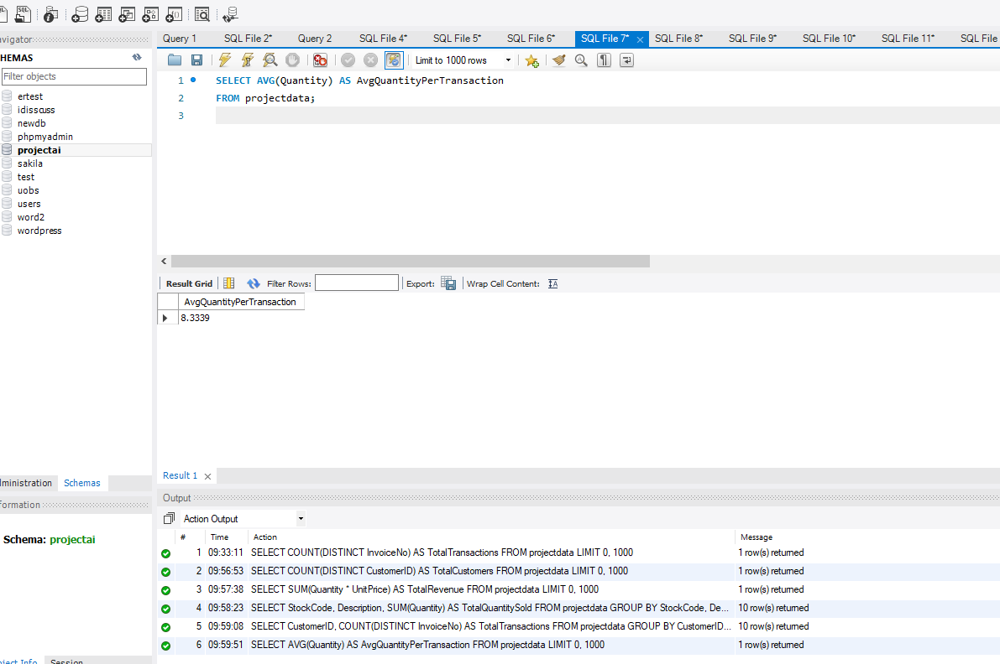 avigator
Query 1 SQL File 2* Query 2 SQL File 4* SQL File 5* SQL File 6* SQL File 7* SQL File 8* SQL File 9* SQL File 10* SQL File 11* SQL File
HEMAS
Limit to 1000 rows
Filter objects
1 SELECT AVG(Quantity) AS AvgQuantityPerTransaction
2 FROM projectdata;
3
ertest
idiscuss
newdb
phpmyadmin
projectai
sakila
test
uobs
users
word2
wordpress
Result Grid Filter Rows: Export: Wrap Cell Content:
AvgQuantityPerTransaction
8.3339
Result 1
ministration Schemas
Output
formation
Action Output
Schema: projectai
# Time Action Message
1 09:33:11 SELECT COUNT(DISTINCT InvoiceNo) AS TotalTransactions FROM projectdata LIMIT 0, 1000 1 row(s) returned
2 09:56:53 SELECT COUNT(DISTINCT CustomerID) AS TotalCustomers FROM projectdata LIMIT 0, 1000 1 row(s) returned
3 09:57:38 SELECT SUM(Quantity * UnitPrice) AS TotalRevenue FROM projectdata LIMIT 0, 1000 1 row(s) returned
4 09:58:23 SELECT StockCode, Description, SUM(Quantity) AS TotalQuantitySold FROM projectdata GROUP BY StockCode, De... 10 row(s) returned
5 09:59:08 SELECT CustomerID, COUNT(DISTINCT InvoiceNo) AS TotalTransactions FROM projectdata GROUP BY CustomerID... 10 row(s) returned
6 09:59:51 SELECT AVG(Quantity) AS AvgQuantityPerTransaction FROM projectdata LIMIT 0, 1000 1 row(s) returned
ject Info Session